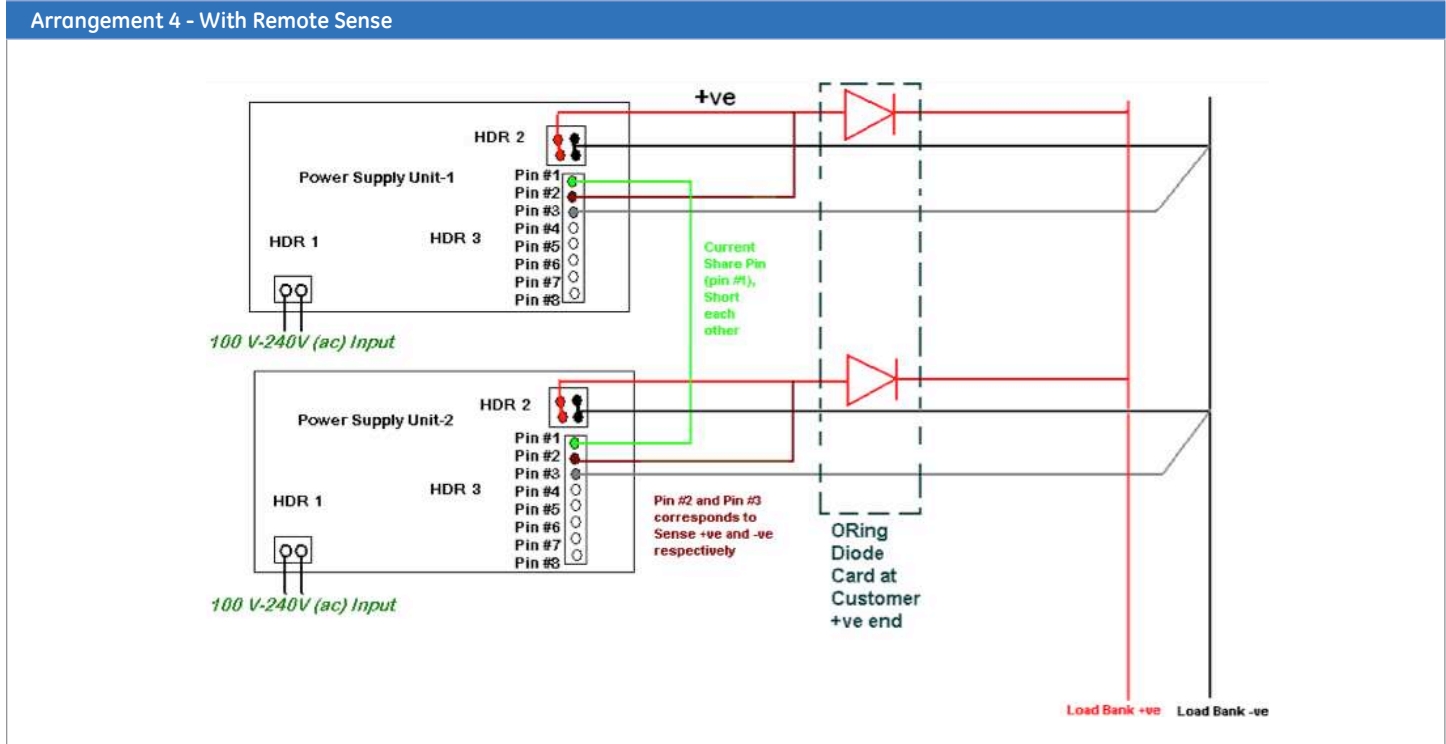 Arrangement 4 - With Remote Sense
+ve
HDR 2
Power Supply Unit-1
Pin #1
Pin #2
Pin #3
Pin #4
Pin #5
Pin #6
Pin #7
Pin #8
HDR 1
HDR 3
100 V-240V (ac) Input
Current
Share Pin
(pin #1),
Short
each
other
HDR 2
Power Supply Unit-2
Pin #1
Pin #2
Pin #3
Pin #4
Pin #5
Pin #6
Pin #7
Pin #8
HDR 1
HDR 3
100 V-240V (ac) Input
Pin #2 and Pin #3
corresponds to
Sense +ve and -ve
respectively
ORing
Diode
Card at
Customer
+ve end
Load Bank +ve
Load Bank -ve